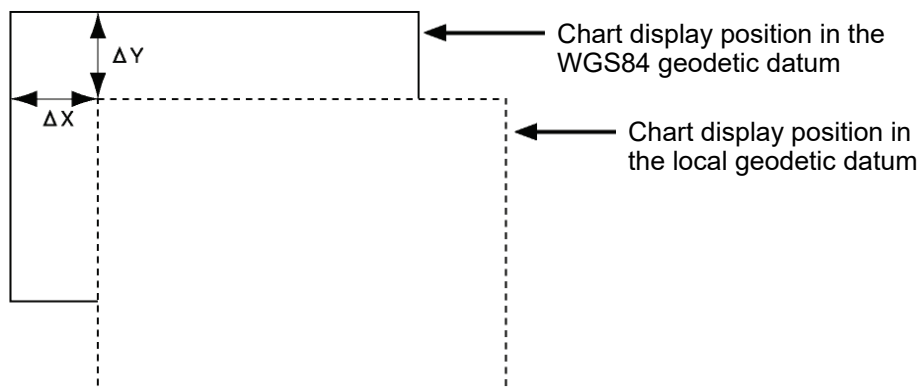 Chart display position in the
WGS84 geodetic datum
ΔY
ΔX
Chart display position in
the local geodetic datum